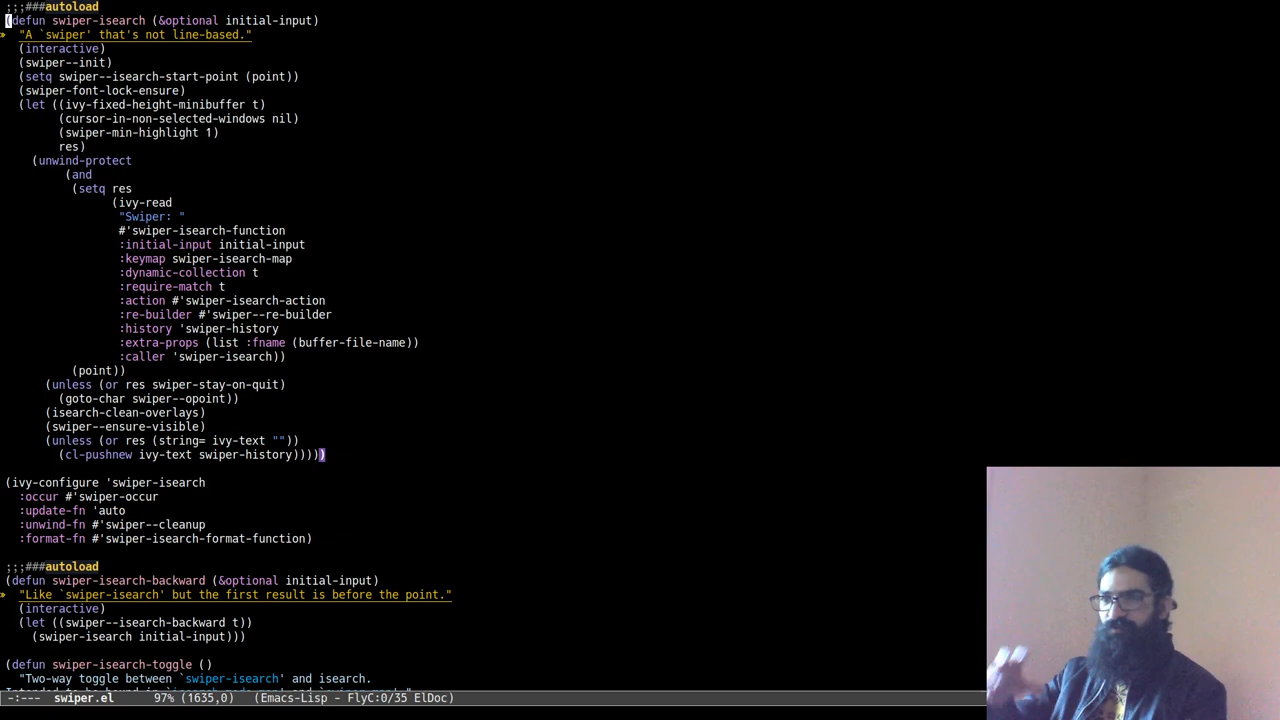 ;;;###autoload
(defun swiper-isearch (&optional initial-input)
» "A `swiper' that's not line-based."
(interactive)
(swiper--init)
(setq swiper--isearch-start-point (point))
(swiper-font-lock-ensure)
(let ((ivy-fixed-height-minibuffer t)
(cursor-in-non-selected-windows nil)
(swiper-min-highlight 1)
res)
(unwind-protect
(and
(setq res
(ivy-read
"Swiper: "
#'swiper-isearch-function
:initial-input initial-input
:keymap swiper-isearch-map
:dynamic-collection t
:require-match t
:action #'swiper-isearch-action
:re-builder #'swiper--re-builder
:history 'swiper-history
:extra-props (list :fname (buffer-file-name))
:caller 'swiper-isearch))
(point))
(unless (or res swiper-stay-on-quit)
(goto-char swiper--opoint))
(isearch-clean-overlays)
(swiper--ensure-visible)
(unless (or res (string= ivy-text ""))
(cl-pushnew ivy-text swiper-history)))))
(ivy-configure 'swiper-isearch
:occur #'swiper-occur
:update-fn 'auto
:unwind-fn #'swiper--cleanup
:format-fn #'swiper-isearch-format-function)
;;;###autoload
(defun swiper-isearch-backward (&optional initial-input)
» "Like `swiper-isearch' but the first result is before the point."
(interactive)
(let ((swiper--isearch-backward t))
(swiper-isearch initial-input)))
(defun swiper-isearch-toggle ()
"Two-way toggle between `swiper-isearch' and isearch.
-:--- swiper.el 97% (1635,0) (Emacs-Lisp - FlyC:0/35 ElDoc)